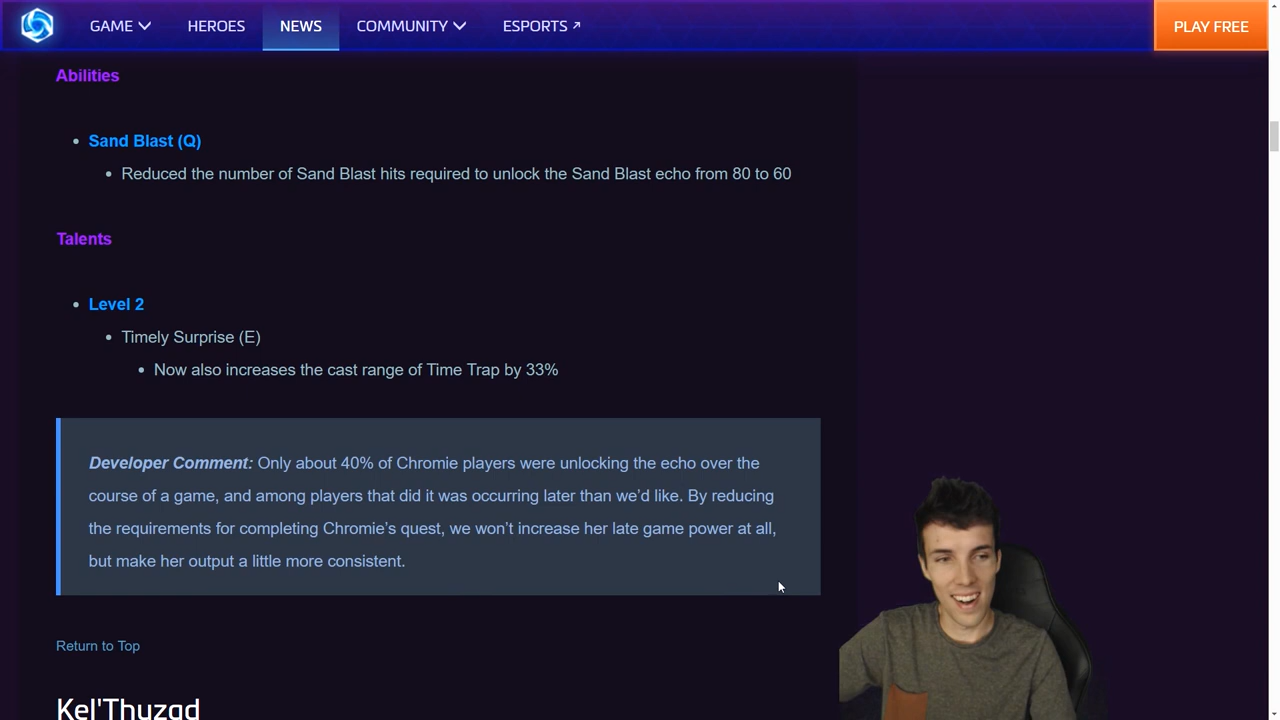 GAME HEROES NEWS COMMUNITY ESPORTS ↗ PLAY FREE
Abilities
Sand Blast (Q)
Reduced the number of Sand Blast hits required to unlock the Sand Blast echo from 80 to 60
Talents
Level 2
Timely Surprise (E)
Now also increases the cast range of Time Trap by 33%
Developer Comment: Only about 40% of Chromie players were unlocking the echo over the
course of a game, and among players that did it was occurring later than we’d like. By reducing
the requirements for completing Chromie’s quest, we won’t increase her late game power at all,
but make her output a little more consistent.
Return to Top
Kel'Thuzad